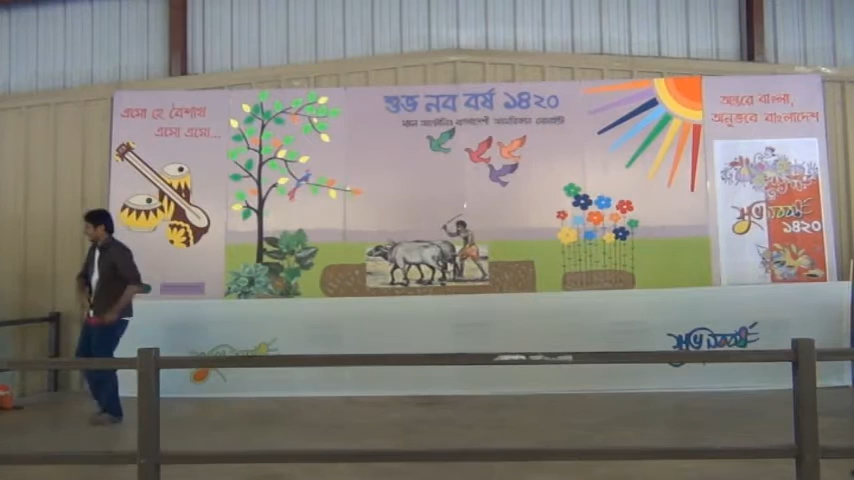 এসো হে বৈশাখ
এসো এসো...
শুভ নব বর্ষ ১৪২০
অন্তরে বাংলা,
অনুভবে বাংলাদেশ
শুভ নববর্ষ
১৪২০
শুভ নববর্ষ